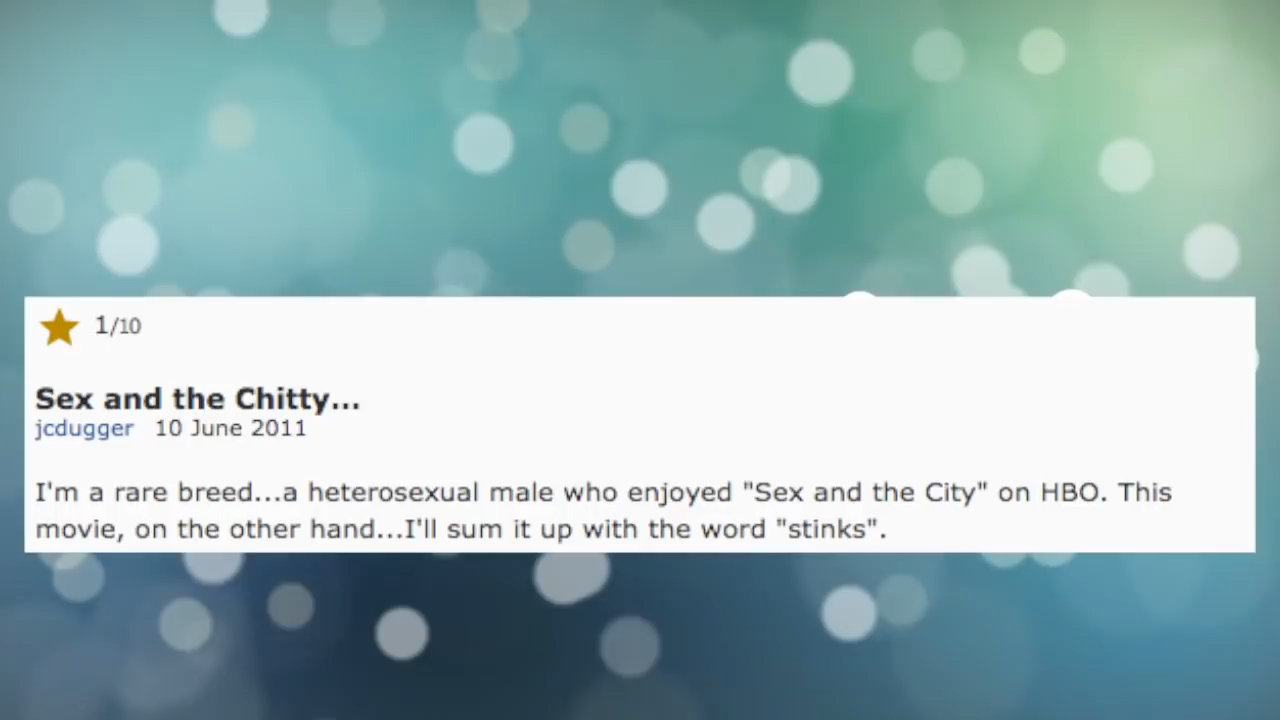 1/10
Sex and the Chitty...
jcdugger 10 June 2011
I'm a rare breed...a heterosexual male who enjoyed "Sex and the City" on HBO. This
movie, on the other hand...I'll sum it up with the word "stinks".